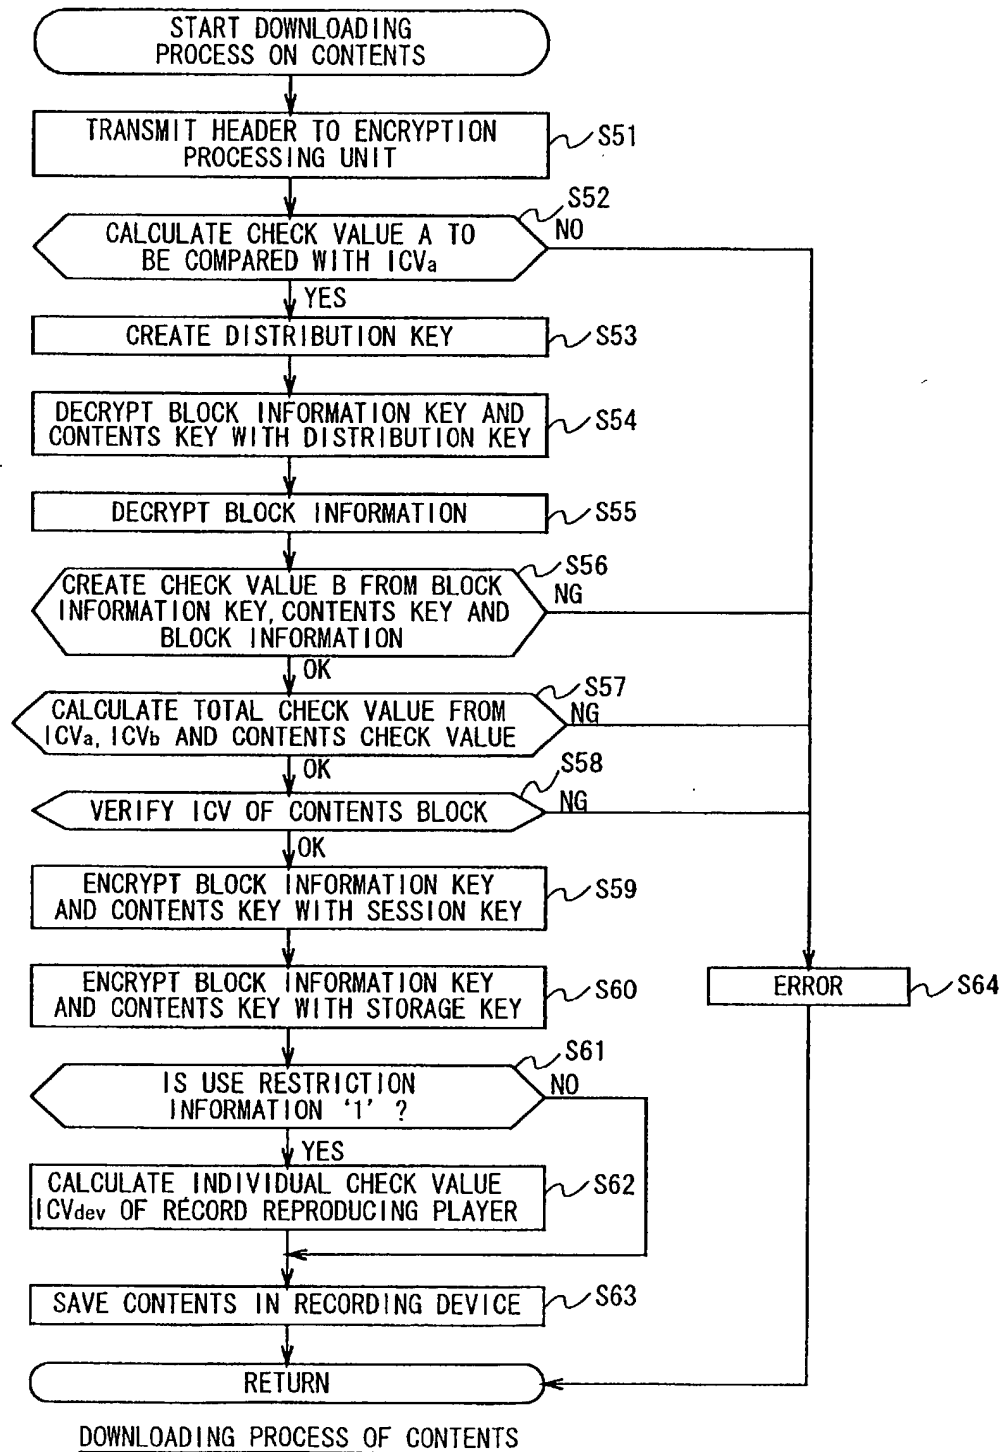 START DOWNLOADING
PROCESS ON CONTENTS
TRANSMIT HEADER TO ENCRYPTION
PROCESSING UNIT
S51
S52
CALCULATE CHECK VALUE A TO
BE COMPARED WITH ICVa
NO
YES
CREATE DISTRIBUTION KEY
S53
DECRYPT BLOCK INFORMATION KEY AND
CONTENTS KEY WITH DISTRIBUTION KEY
S54
DECRYPT BLOCK INFORMATION
S55
S56
CREATE CHECK VALUE B FROM BLOCK
INFORMATION KEY, CONTENTS KEY AND
BLOCK INFORMATION
NG
OK
S57
CALCULATE TOTAL CHECK VALUE FROM
ICVa, ICVb AND CONTENTS CHECK VALUE
NG
OK
S58
VERIFY ICV OF CONTENTS BLOCK
NG
OK
ENCRYPT BLOCK INFORMATION KEY
AND CONTENTS KEY WITH SESSION KEY
S59
ENCRYPT BLOCK INFORMATION KEY
AND CONTENTS KEY WITH STORAGE KEY
S60
ERROR
S64
S61
IS USE RESTRICTION
INFORMATION ‘1’ ?
NO
YES
CALCULATE INDIVIDUAL CHECK VALUE
ICVdev OF RECORD REPRODUCING PLAYER
S62
SAVE CONTENTS IN RECORDING DEVICE
S63
RETURN
DOWNLOADING PROCESS OF CONTENTS